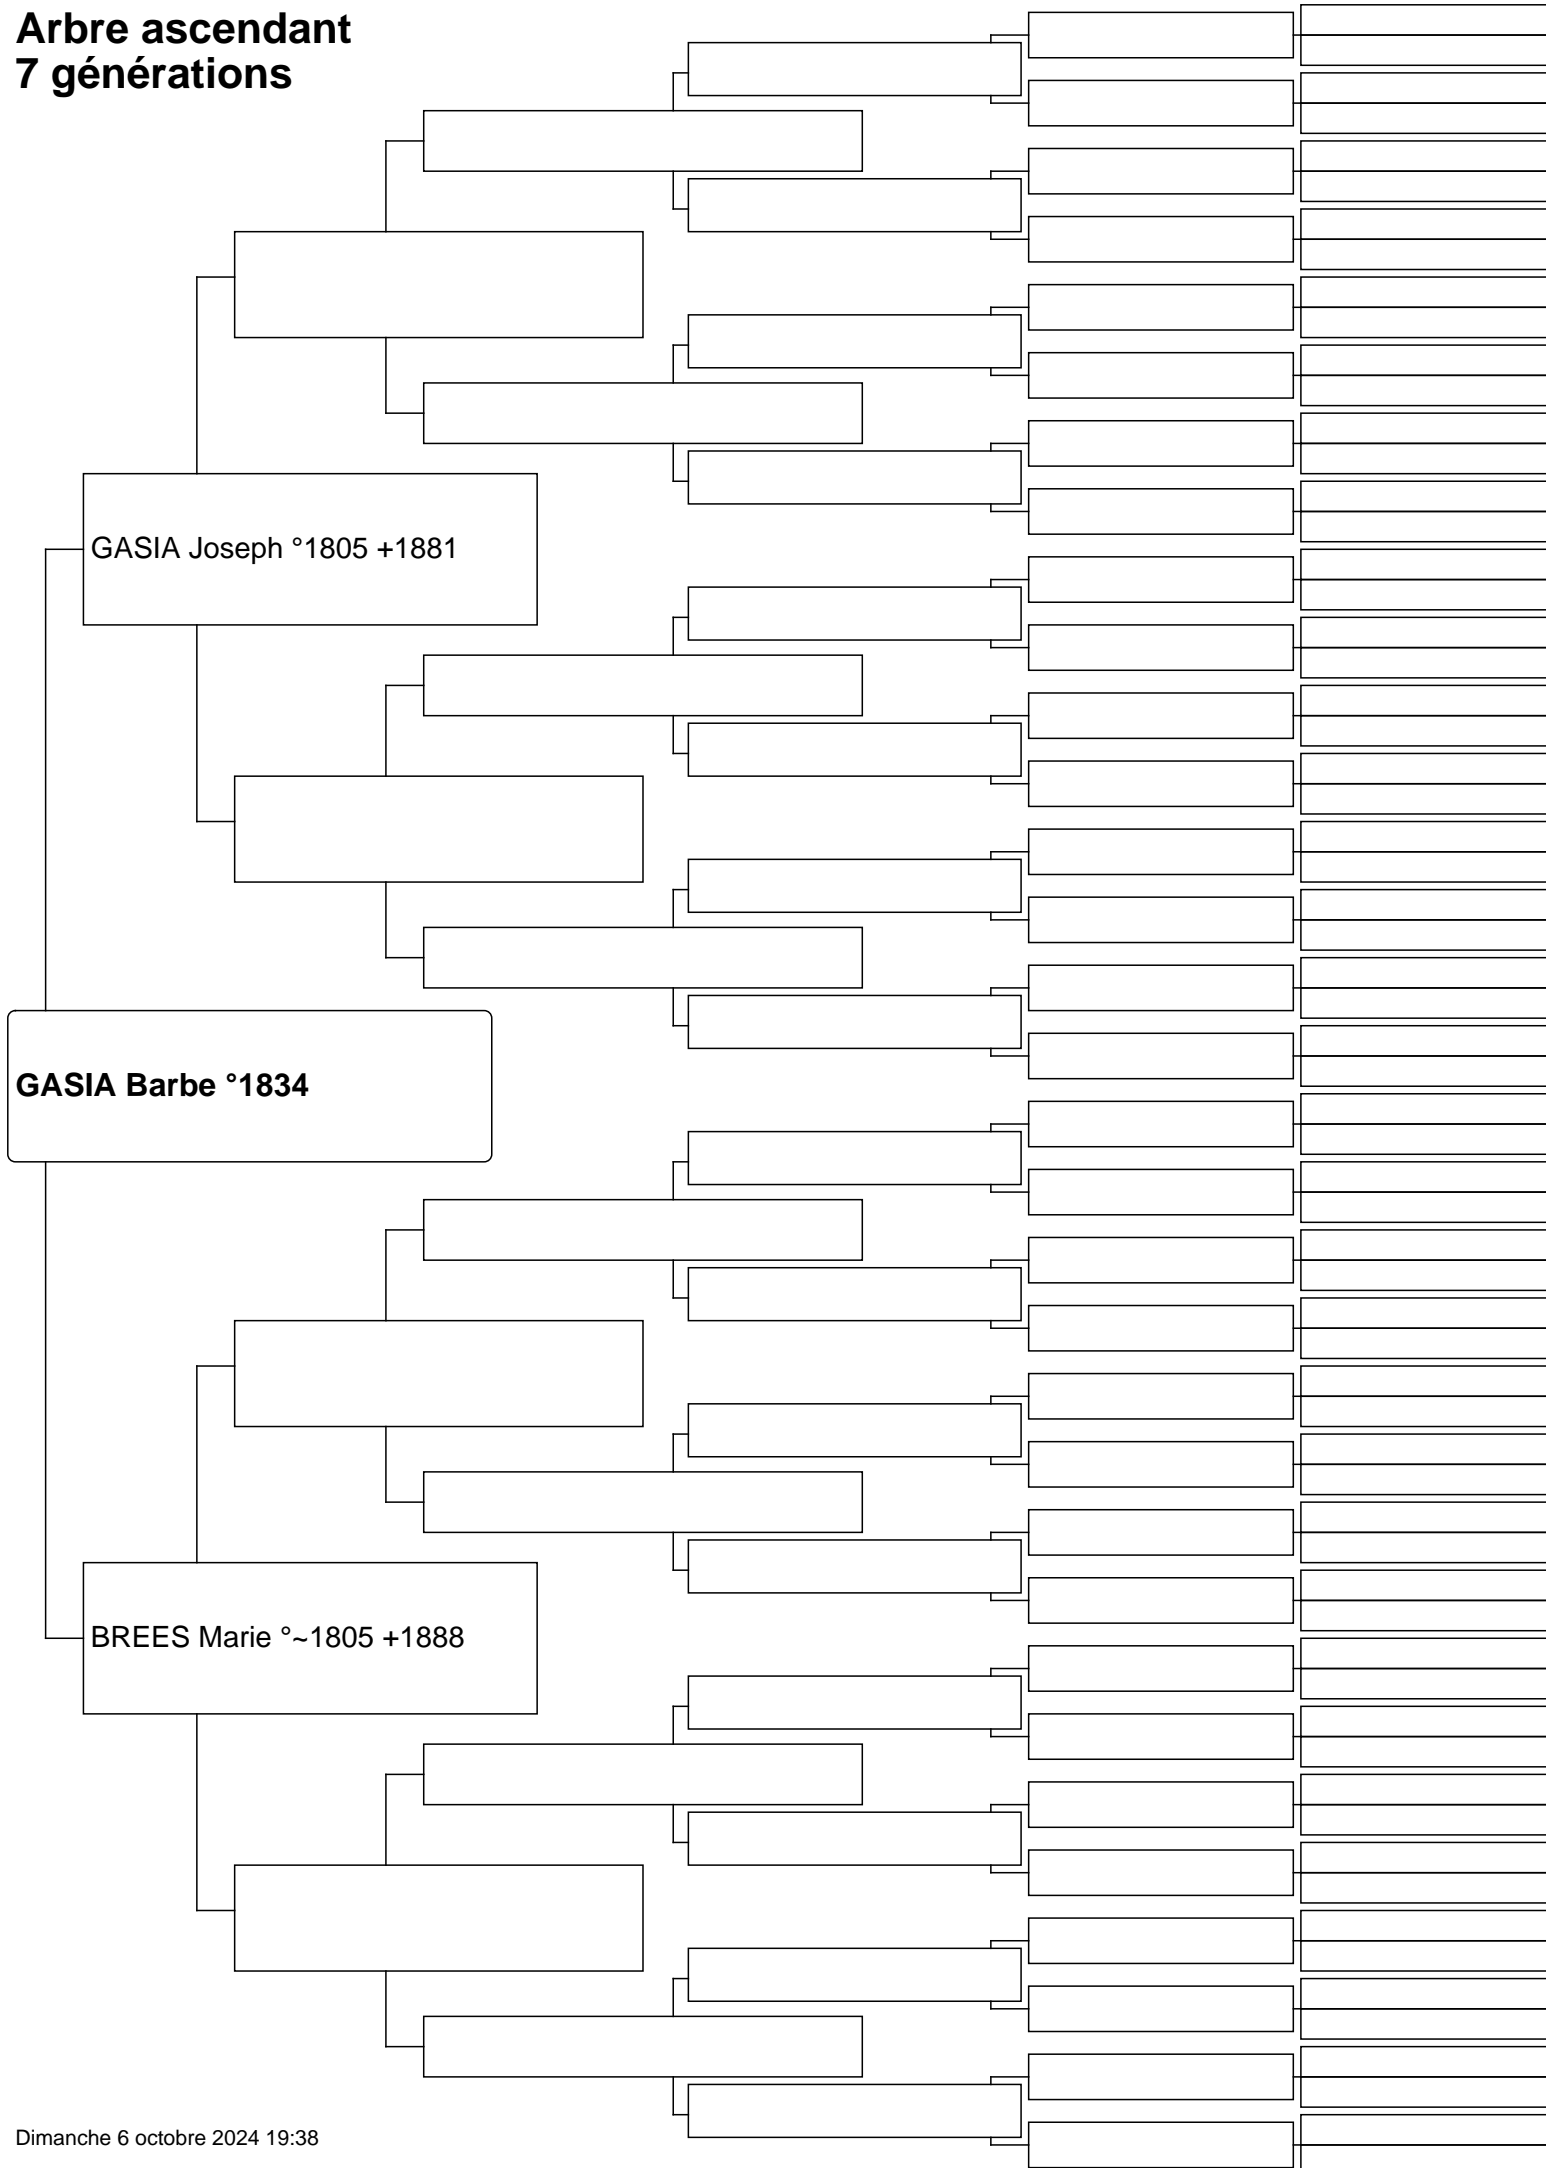 Arbre ascendant
7 générations
GASIA Joseph °1805 +1881
GASIA Barbe °1834
BREES Marie °~1805 +1888
Dimanche 6 octobre 2024 19:38